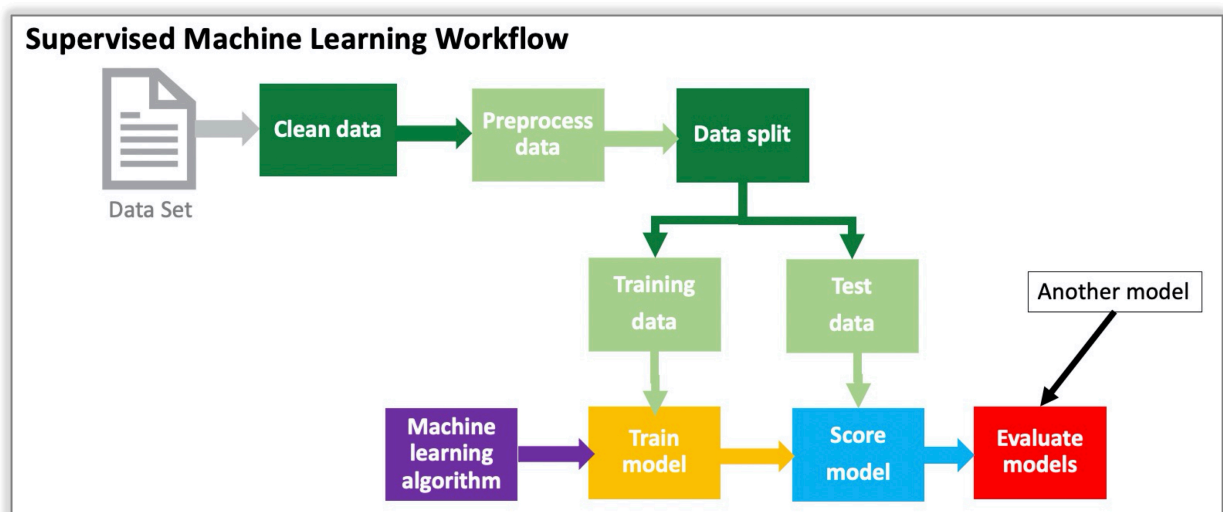 Supervised Machine Learning Workflow
Clean data
Preprocess
data
Data split
Data Set
Training
data
Test
data
Another model
Machine
learning
algorithm
Train
model
Score
model
Evaluate
models